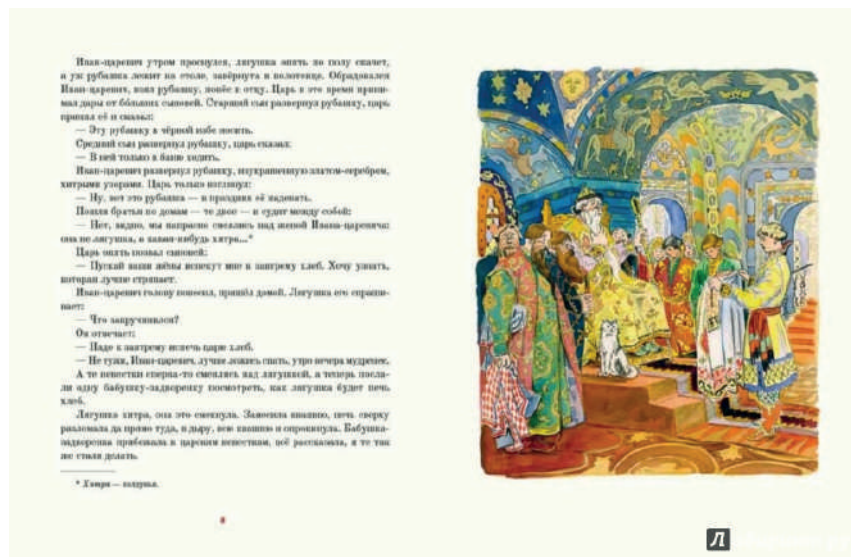 Иван-царевич утром проснулся, лягушка опять по полу скачет,
а уж рубашка лежит на столе, завёрнута в полотенце. Обрадовался
Иван-царевич, взял рубашку, понёс к отцу. Царь в это время прини-
мал дары от бо́льших сыновей. Старший сын развернул рубашку, царь
принял её и сказал:
— Эту рубашку в чёрной избе носить.
Средний сын развернул рубашку, царь сказал:
— В ней только в баню ходить.
Иван-царевич развернул рубашку, изукрашенную златом-серебром,
хитрыми узорами. Царь только взглянул:
— Ну, вот это рубашка — в праздник её надевать.
Пошли братья по домам — те двое — и судят между собой:
— Нет, видно, мы напрасно смеялись над женой Ивана-царевича:
она не лягушка, а какая-нибудь хитра...*
Царь опять позвал сыновей:
— Пускай ваши жёны испекут мне к завтрему хлеб. Хочу узнать,
которая лучше стряпает.
Иван-царевич голову повесил, пришёл домой. Лягушка его спраши-
вает:
— Что закручинился?
Он отвечает:
— Надо к завтрему испечь царю хлеб.
— Не тужи, Иван-царевич, лучше ложись спать, утро вечера мудренее.
А те невестки сперва-то смеялись над лягушкой, а теперь посла-
ли одну бабушку-задворенку посмотреть, как лягушка будет печь
хлеб.
Лягушка хитра, она это смекнула. Замесила квашню, печь сверху
разломала да прямо туда, в дыру, всю квашню и опрокинула. Бабушка-
задворенка прибежала к царским невесткам, всё рассказала, и те так
же стали делать.
* Хитра — колдунья.
Л